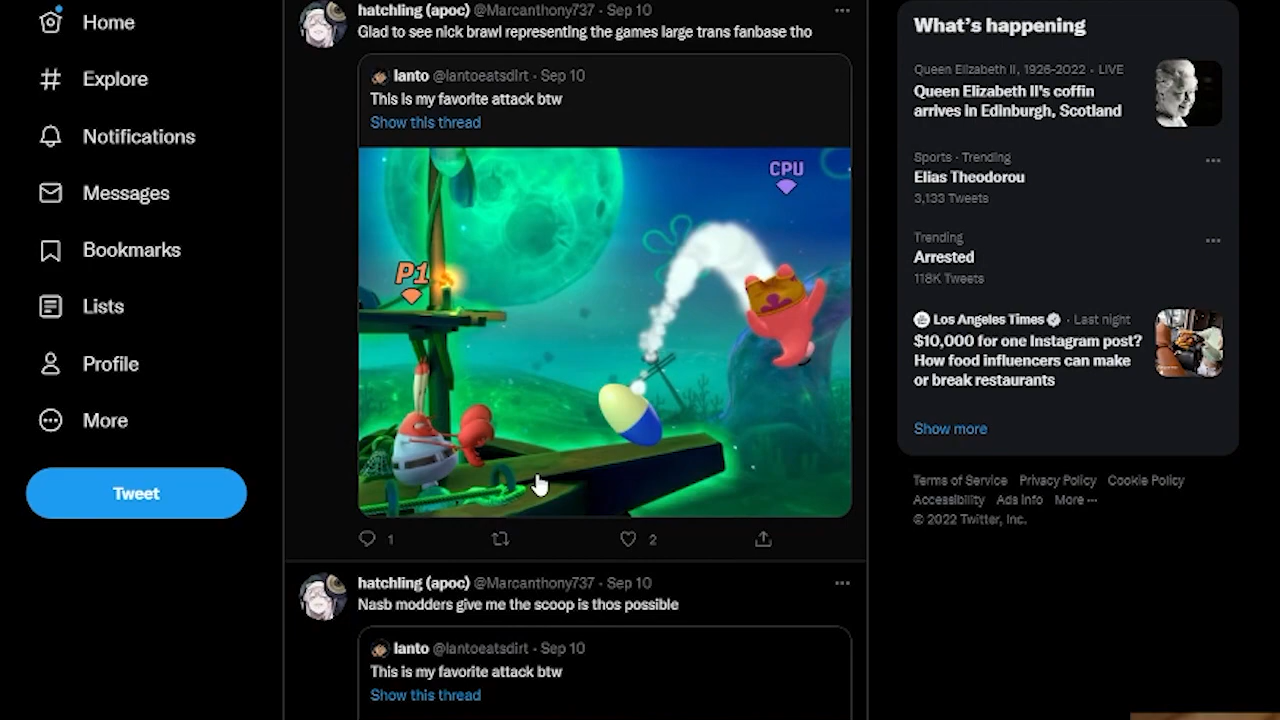 Home
Explore
Notifications
Messages
Bookmarks
Lists
Profile
More
Tweet
hatchling (apoc) @Marcanthony737 · Sep 10
Glad to see nick brawl representing the games large trans fanbase tho
lanto @lantoeatsdirt · Sep 10
This is my favorite attack btw
Show this thread
CPU
P1
1
2
hatchling (apoc) @Marcanthony737 · Sep 10
Nasb modders give me the scoop is thos possible
lanto @lantoeatsdirt · Sep 10
This is my favorite attack btw
Show this thread
What's happening
Queen Elizabeth II, 1926-2022 · LIVE
Queen Elizabeth II's coffin
arrives in Edinburgh, Scotland
Sports · Trending
Elias Theodorou
3,133 Tweets
Trending
Arrested
118K Tweets
Los Angeles Times · Last night
$10,000 for one Instagram post?
How food influencers can make
or break restaurants
Show more
Terms of Service Privacy Policy Cookie Policy
Accessibility Ads info More ···
© 2022 Twitter, Inc.